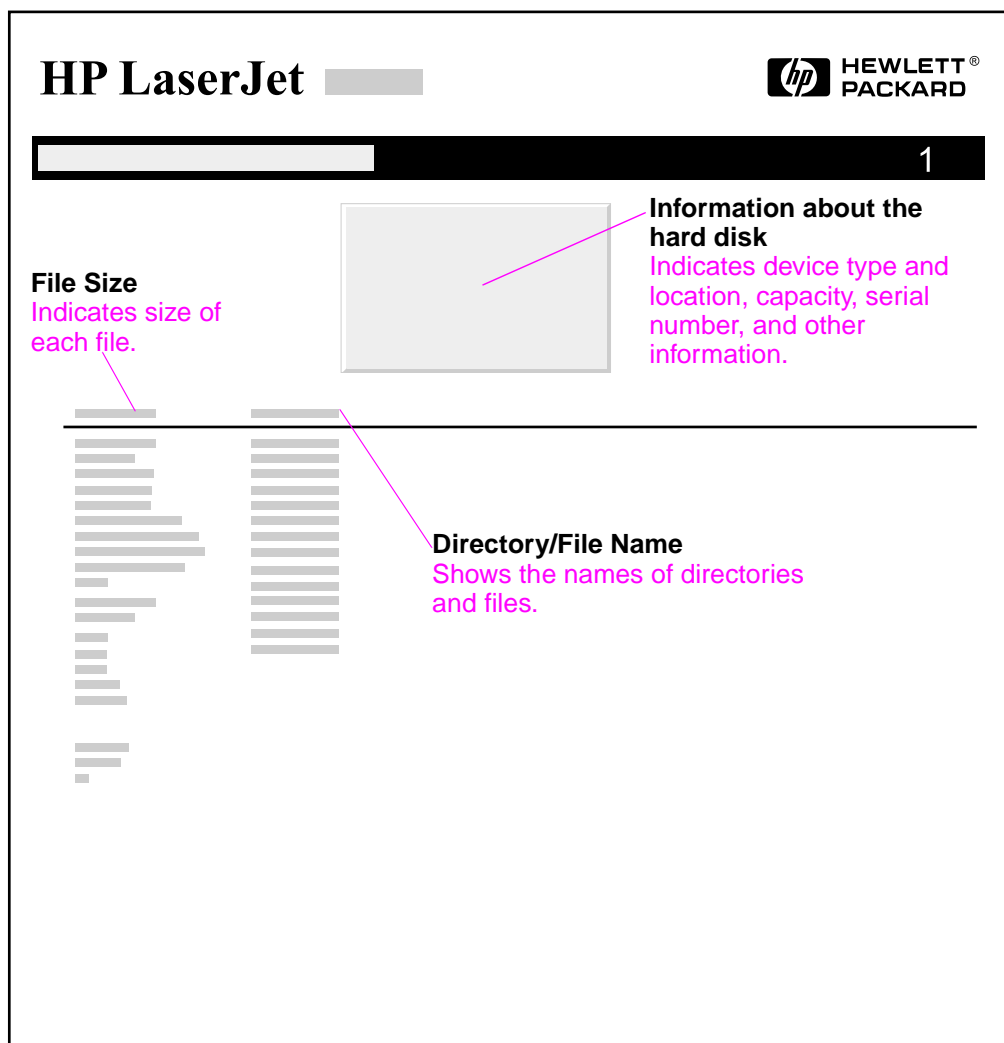 HP LaserJet
hp HEWLETT®
PACKARD
1
Information about the
hard disk
Indicates device type and
location, capacity, serial
number, and other
information.
File Size
Indicates size of
each file.
Directory/File Name
Shows the names of directories
and files.